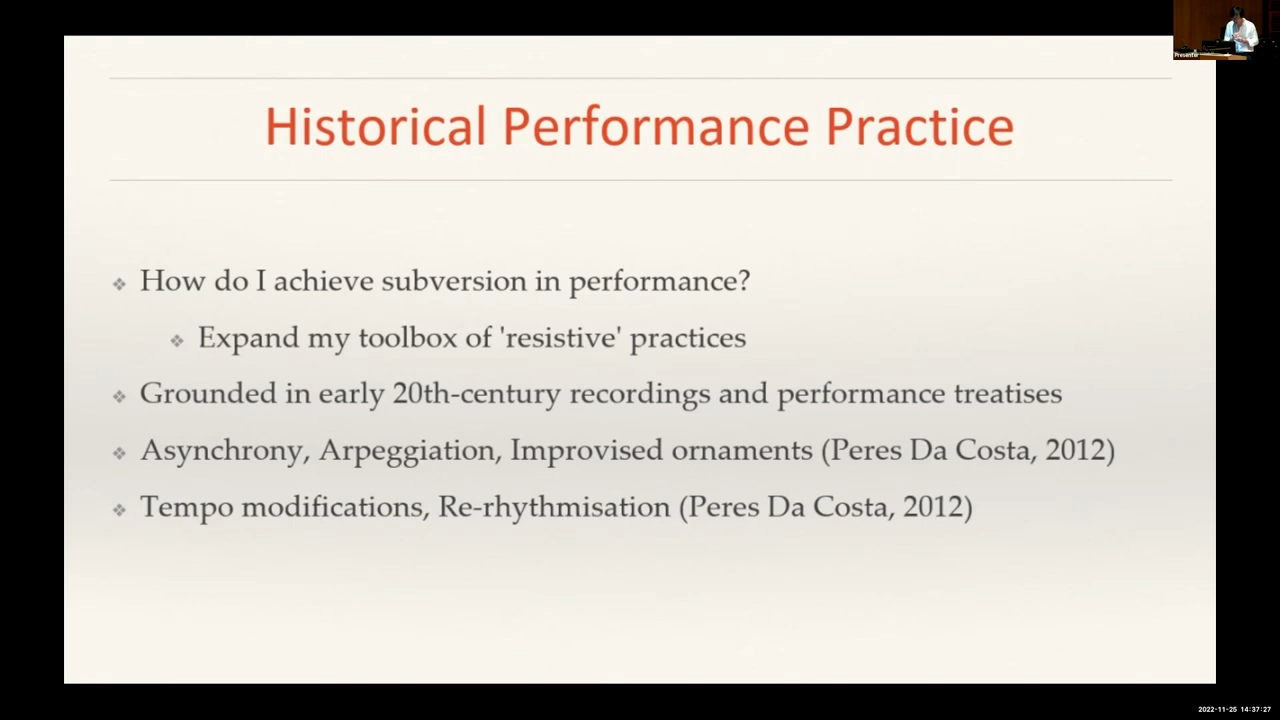 Presenter
Historical Performance Practice
How do I achieve subversion in performance?
Expand my toolbox of 'resistive' practices
Grounded in early 20th-century recordings and performance treatises
Asynchrony, Arpeggiation, Improvised ornaments (Peres Da Costa, 2012)
Tempo modifications, Re-rhythmisation (Peres Da Costa, 2012)
2022-11-25 14:37:27